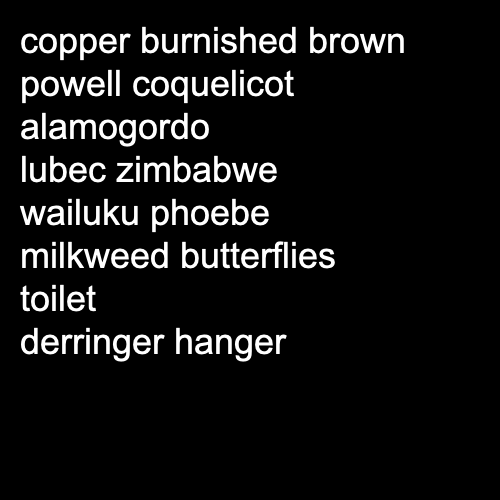 copper burnished brown
powell coquelicot
alamogordo
lubec zimbabwe
wailuku phoebe
milkweed butterflies
toilet
derringer hanger